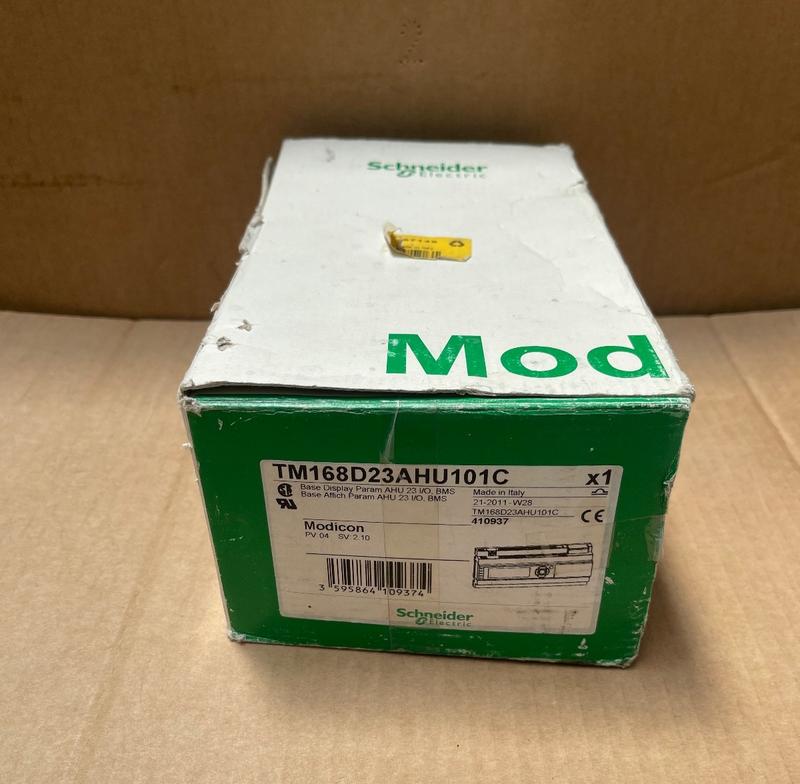 Schneider
Electric
Mod
TM168D23AHU101C x1
Base Display Param AHU 23 I/O, BMS
Base Affich Param AHU 23 I/O, BMS
Made in Italy
21-2011-W28
TM168D23AHU101C
410937
CE
Modicon
PV:04 SV:2.10
3 595864 109374
Schneider
Electric